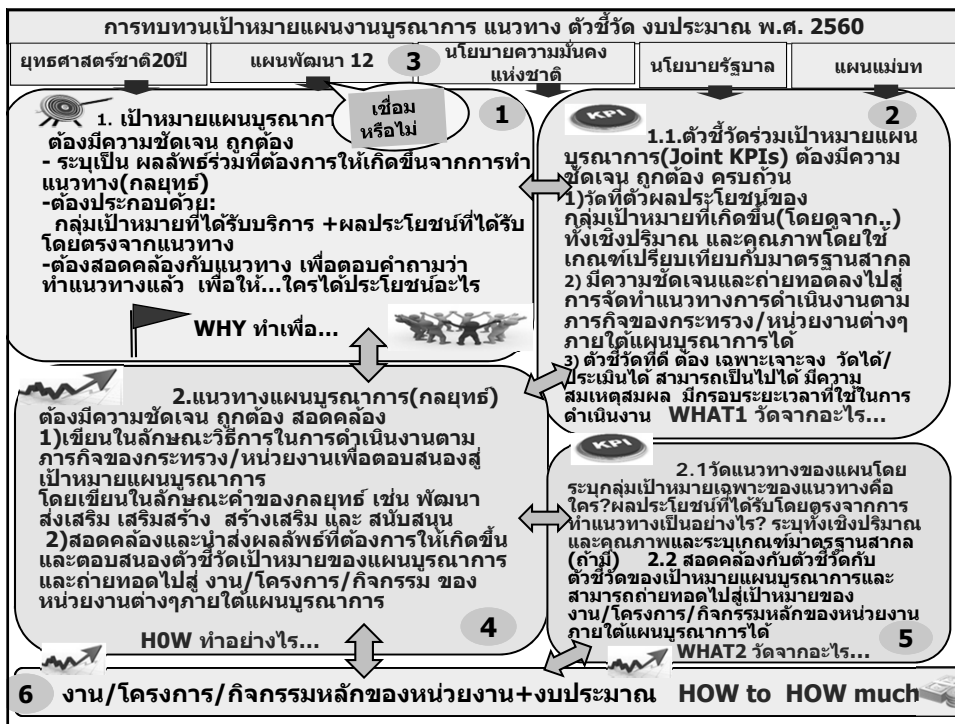 การทบทวนเป้าหมายแผนงานบูรณาการ แนวทาง ตัวชี้วัด งบประมาณ พ.ศ. 2560
ยุทธศาสตร์ชาติ20ปี
แผนพัฒนา 12
3
นโยบายความมั่นคง
แห่งชาติ
นโยบายรัฐบาล
แผนแม่บท
เชื่อม
หรือไม่
1
1. เป้าหมายแผนบูรณากา
ต้องมีความชัดเจน ถูกต้อง
- ระบุเป็น ผลลัพธ์ร่วมที่ต้องการให้เกิดขึ้นจากการทำ
แนวทาง(กลยุทธ์)
-ต้องประกอบด้วย:
กลุ่มเป้าหมายที่ได้รับบริการ +ผลประโยชน์ที่ได้รับ
โดยตรงจากแนวทาง
-ต้องสอดคล้องกับแนวทาง เพื่อตอบคำถามว่า
ทำแนวทางแล้ว เพื่อให้...ใครได้ประโยชน์อะไร
WHY ทำเพื่อ...
KPI
2
1.1.ตัวชี้วัดร่วมเป้าหมายแผน
บูรณาการ(Joint KPIs) ต้องมีความ
ชัดเจน ถูกต้อง ครบถ้วน
1)วัดที่ตัวผลประโยชน์ของ
กลุ่มเป้าหมายที่เกิดขึ้น(โดยดูจาก..)
ทั้งเชิงปริมาณ และคุณภาพโดยใช้
เกณฑ์เปรียบเทียบกับมาตรฐานสากล
2) มีความชัดเจนและถ่ายทอดลงไปสู่
การจัดทำแนวทางการดำเนินงานตาม
ภารกิจของกระทรวง/หน่วยงานต่างๆ
ภายใต้แผนบูรณาการได้
3) ตัวชี้วัดที่ดี ต้อง เฉพาะเจาะจง วัดได้/
ประเมินได้ สามารถเป็นไปได้ มีความ
สมเหตุสมผล มีกรอบระยะเวลาที่ใช้ในการ
ดำเนินงาน WHAT1 วัดจากอะไร...
2.แนวทางแผนบูรณาการ(กลยุทธ์)
ต้องมีความชัดเจน ถูกต้อง สอดคล้อง
1)เขียนในลักษณะวิธีการในการดำเนินงานตาม
ภารกิจของกระทรวง/หน่วยงานเพื่อตอบสนองสู่
เป้าหมายแผนบูรณาการ
โดยเขียนในลักษณะคำของกลยุทธ์ เช่น พัฒนา
ส่งเสริม เสริมสร้าง สร้างเสริม และ สนับสนุน
2)สอดคล้องและนำส่งผลลัพธ์ที่ต้องการให้เกิดขึ้น
และตอบสนองตัวชี้วัดเป้าหมายของแผนบูรณาการ
และถ่ายทอดไปสู่ งาน/โครงการ/กิจกรรม ของ
หน่วยงานต่างๆภายใต้แผนบูรณาการ
H0W ทำอย่างไร...
4
KPI
2.1วัดแนวทางของแผนโดย
ระบุกลุ่มเป้าหมายเฉพาะของแนวทางคือ
ใคร?ผลประโยชน์ที่ได้รับโดยตรงจากการ
ทำแนวทางเป็นอย่างไร? ระบุทั้งเชิงปริมาณ
และคุณภาพและระบุเกณฑ์มาตรฐานสากล
(ถ้ามี) 2.2 สอดคล้องกับตัวชี้วัดกับ
ตัวชี้วัดของเป้าหมายแผนบูรณาการและ
สามารถถ่ายทอดไปสู่เป้าหมายของ
งาน/โครงการ/กิจกรรมหลักของหน่วยงาน
ภายใต้แผนบูรณาการได้
WHAT2 วัดจากอะไร...
5
6 งาน/โครงการ/กิจกรรมหลักของหน่วยงาน+งบประมาณ HOW to HOW much